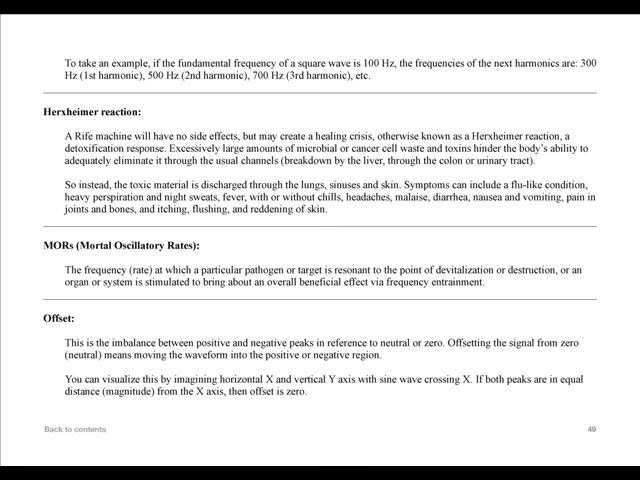 To take an example, if the fundamental frequency of a square wave is 100 Hz, the frequencies of the next harmonics are: 300
Hz (1st harmonic), 500 Hz (2nd harmonic), 700 Hz (3rd harmonic), etc.
Herxheimer reaction:
A Rife machine will have no side effects, but may create a healing crisis, otherwise known as a Herxheimer reaction, a
detoxification response. Excessively large amounts of microbial or cancer cell waste and toxins hinder the body's ability to
adequately eliminate it through the usual channels (breakdown by the liver, through the colon or urinary tract).
So instead, the toxic material is discharged through the lungs, sinuses and skin. Symptoms can include a flu-like condition,
heavy perspiration and night sweats, fever, with or without chills, headaches, malaise, diarrhea, nausea and vomiting, pain in
joints and bones, and itching, flushing, and reddening of skin.
MORs (Mortal Oscillatory Rates):
The frequency (rate) at which a particular pathogen or target is resonant to the point of devitalization or destruction, or an
organ or system is stimulated to bring about an overall beneficial effect via frequency entrainment.
Offset:
This is the imbalance between positive and negative peaks in reference to neutral or zero. Offsetting the signal from zero
(neutral) means moving the waveform into the positive or negative region.
You can visualize this by imagining horizontal X and vertical Y axis with sine wave crossing X. If both peaks are in equal
distance (magnitude) from the X axis, then offset is zero.
Back to contents
49